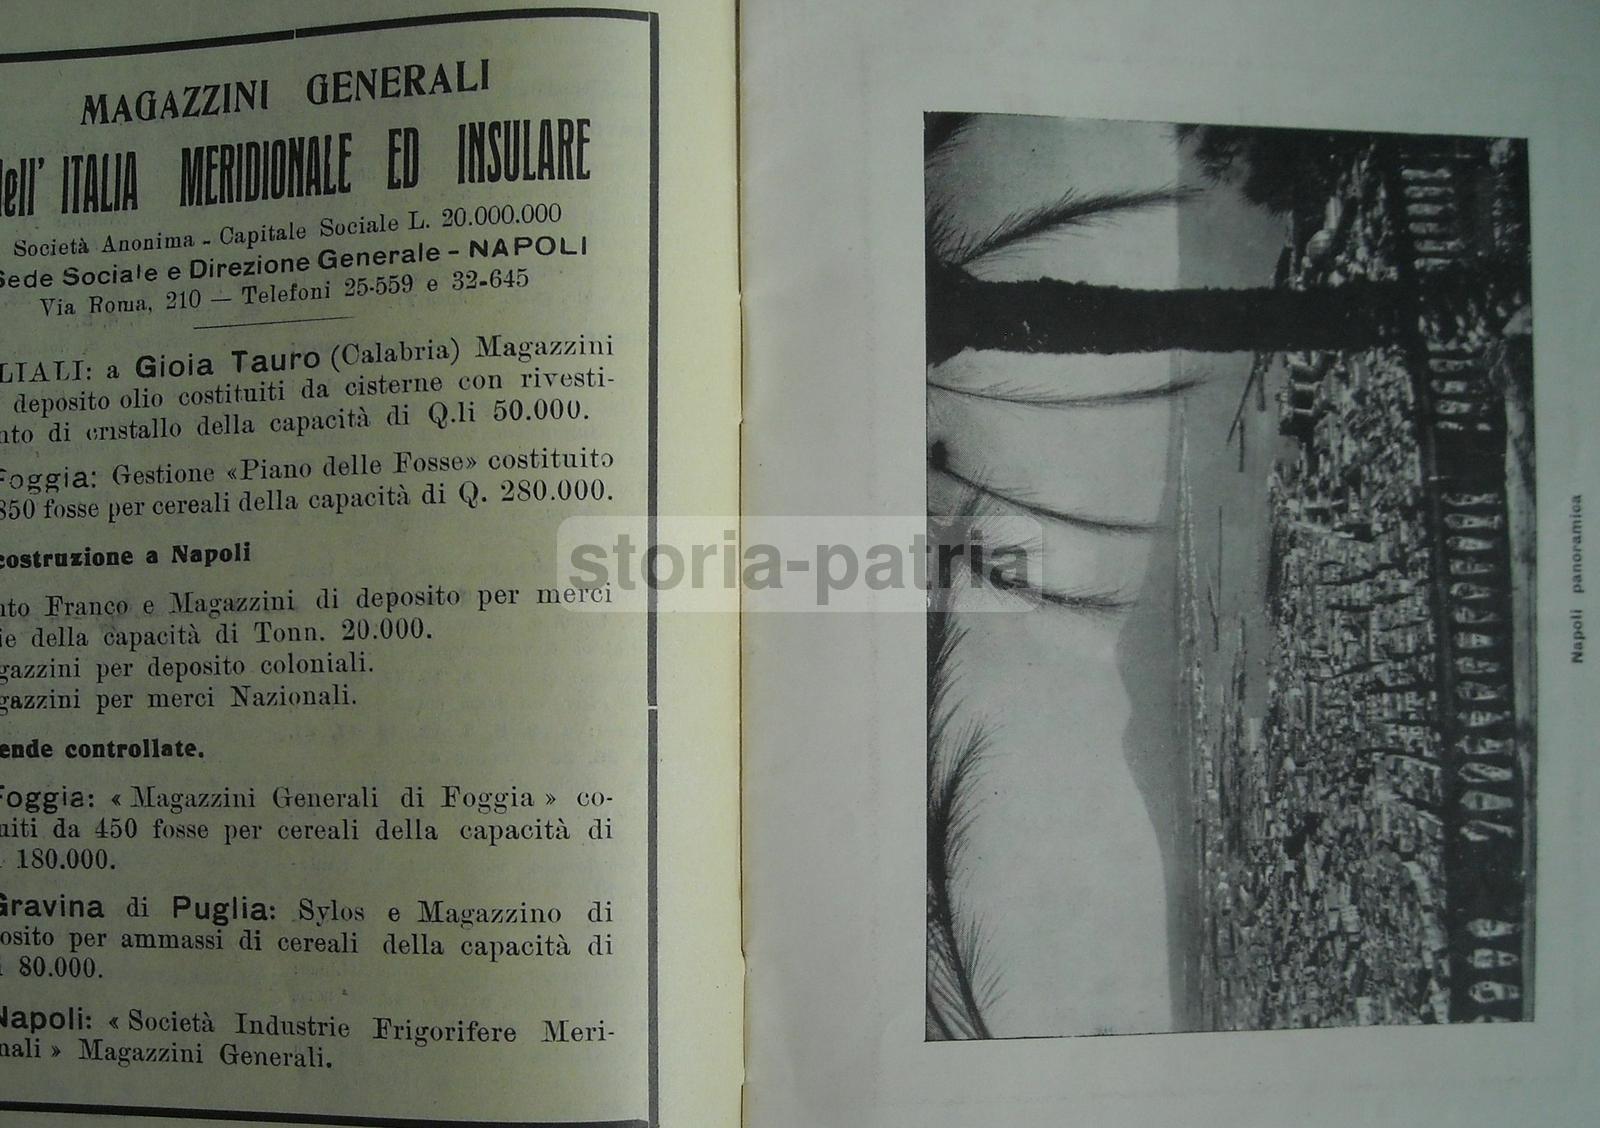 MAGAZZINI GENERALI
dell' ITALIA MERIDIONALE ED INSULARE
Società Anonima - Capitale Sociale L. 20.000.000
Sede Sociale e Direzione Generale - NAPOLI
Via Roma, 210 — Telefoni 25-559 e 32-645
LIALI: a Gioia Tauro (Calabria) Magazzini
deposito olio costituiti da cisterne con rivesti-
nto di cristallo della capacità di Q.li 50.000.
Foggia: Gestione «Piano delle Fosse» costituito
850 fosse per cereali della capacità di Q. 280.000.
costruzione a Napoli
nto Franco e Magazzini di deposito per merci
ie della capacità di Tonn. 20.000.
gazzini per deposito coloniali.
gazzini per merci Nazionali.
ende controllate.
Foggia: « Magazzini Generali di Foggia » co-
uiti da 450 fosse per cereali della capacità di
180.000.
Gravina di Puglia: Sylos e Magazzino di
osito per ammassi di cereali della capacità di
80.000.
Napoli: « Società Industrie Frigorifere Meri-
nali » Magazzini Generali.
storia-patria
Napoli panoramica